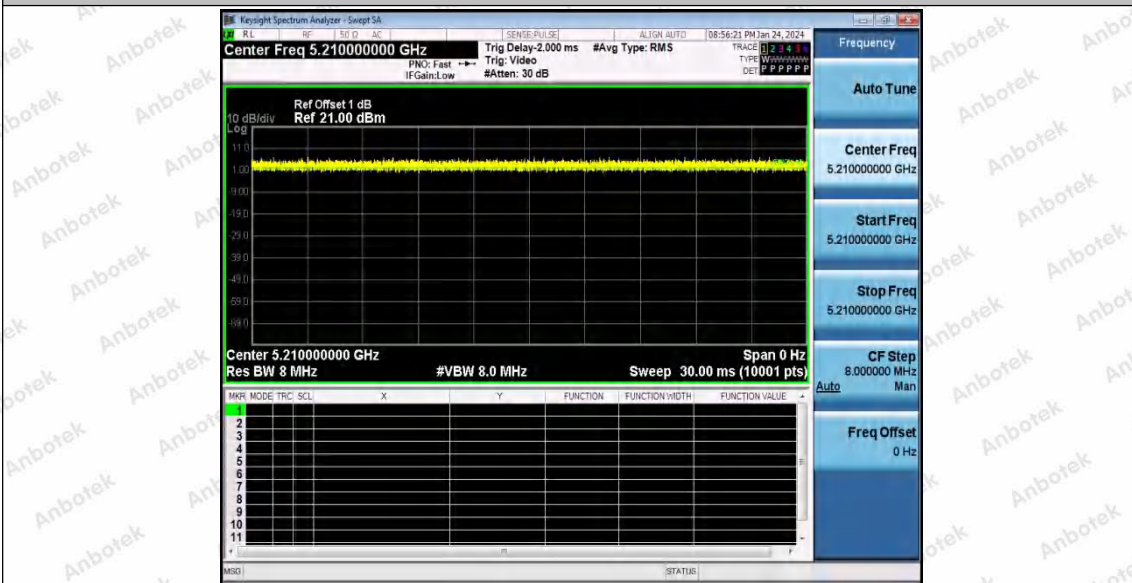 Keysight Spectrum Analyzer - Swept SA
RL RF 50 Ω AC SENSE:PULSE ALIGN AUTO 08:56:21 PM Jan 24, 2024
Center Freq 5.210000000 GHz
Trig Delay-2.000 ms #Avg Type: RMS
TRACE 1 2 3 4 5 6
PNO: Fast Trig: Video
TYPE WWWWWW
IFGain:Low #Atten: 30 dB
DET P P P P P P
Ref Offset 1 dB
10 dB/div Ref 21.00 dBm
Log
11.0
1.00
-9.00
-19.0
-29.0
-39.0
-49.0
-59.0
-69.0
Center 5.210000000 GHz Span 0 Hz
Res BW 8 MHz #VBW 8.0 MHz Sweep 30.00 ms (10001 pts)
MKR MODE TRC SCL X Y FUNCTION FUNCTION WIDTH FUNCTION VALUE
1
2
3
4
5
6
7
8
9
10
11
MSG STATUS
Frequency
Auto Tune
Center Freq
5.210000000 GHz
Start Freq
5.210000000 GHz
Stop Freq
5.210000000 GHz
CF Step
8.000000 MHz
Auto Man
Freq Offset
0 Hz
Anbotek